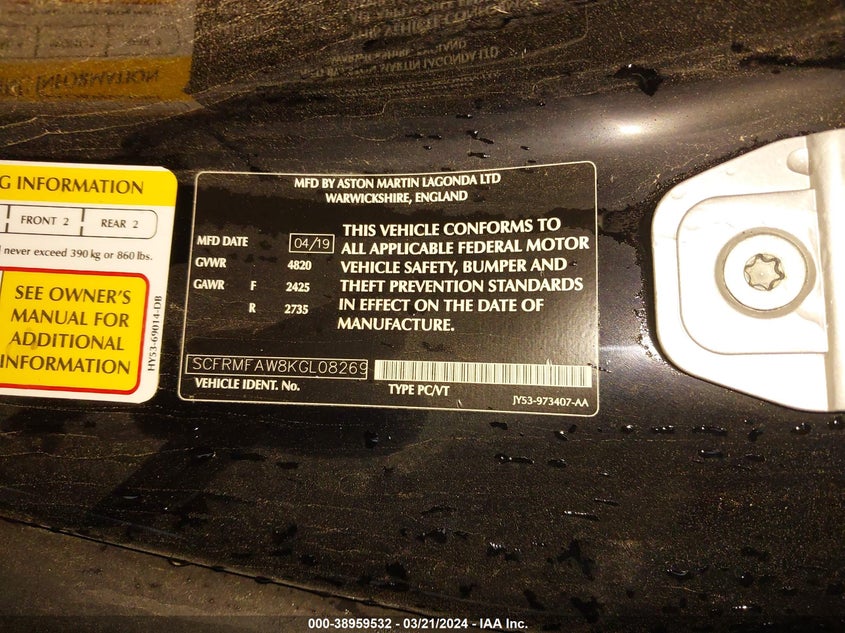 G INFORMATION
FRONT 2 REAR 2
never exceed 390 kg or 860 lbs.
SEE OWNER'S
MANUAL FOR
ADDITIONAL
INFORMATION
HY53-69014-DB
MFD BY ASTON MARTIN LAGONDA LTD
WARWICKSHIRE, ENGLAND
MFD DATE 04/19
GVWR 4820
GAWR F 2425
R 2735
THIS VEHICLE CONFORMS TO
ALL APPLICABLE FEDERAL MOTOR
VEHICLE SAFETY, BUMPER AND
THEFT PREVENTION STANDARDS
IN EFFECT ON THE DATE OF
MANUFACTURE.
SCFRMFAW8KGL08269
VEHICLE IDENT. No.
TYPE PC/VT
JY53-973407-AA
000-38959532 - 03/21/2024 - IAA Inc.